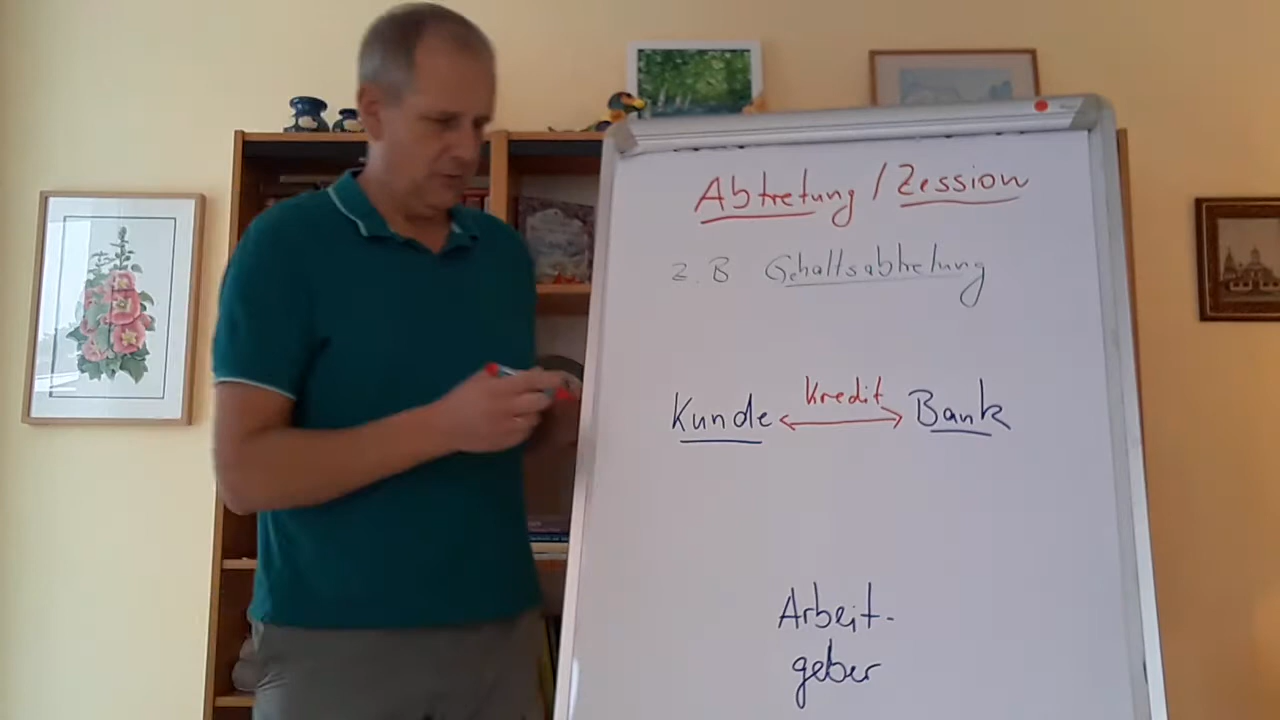 Abtretung / Zession
z. B Gehaltsabtretung
Kredit
Kunde Bank
Arbeit-
geber